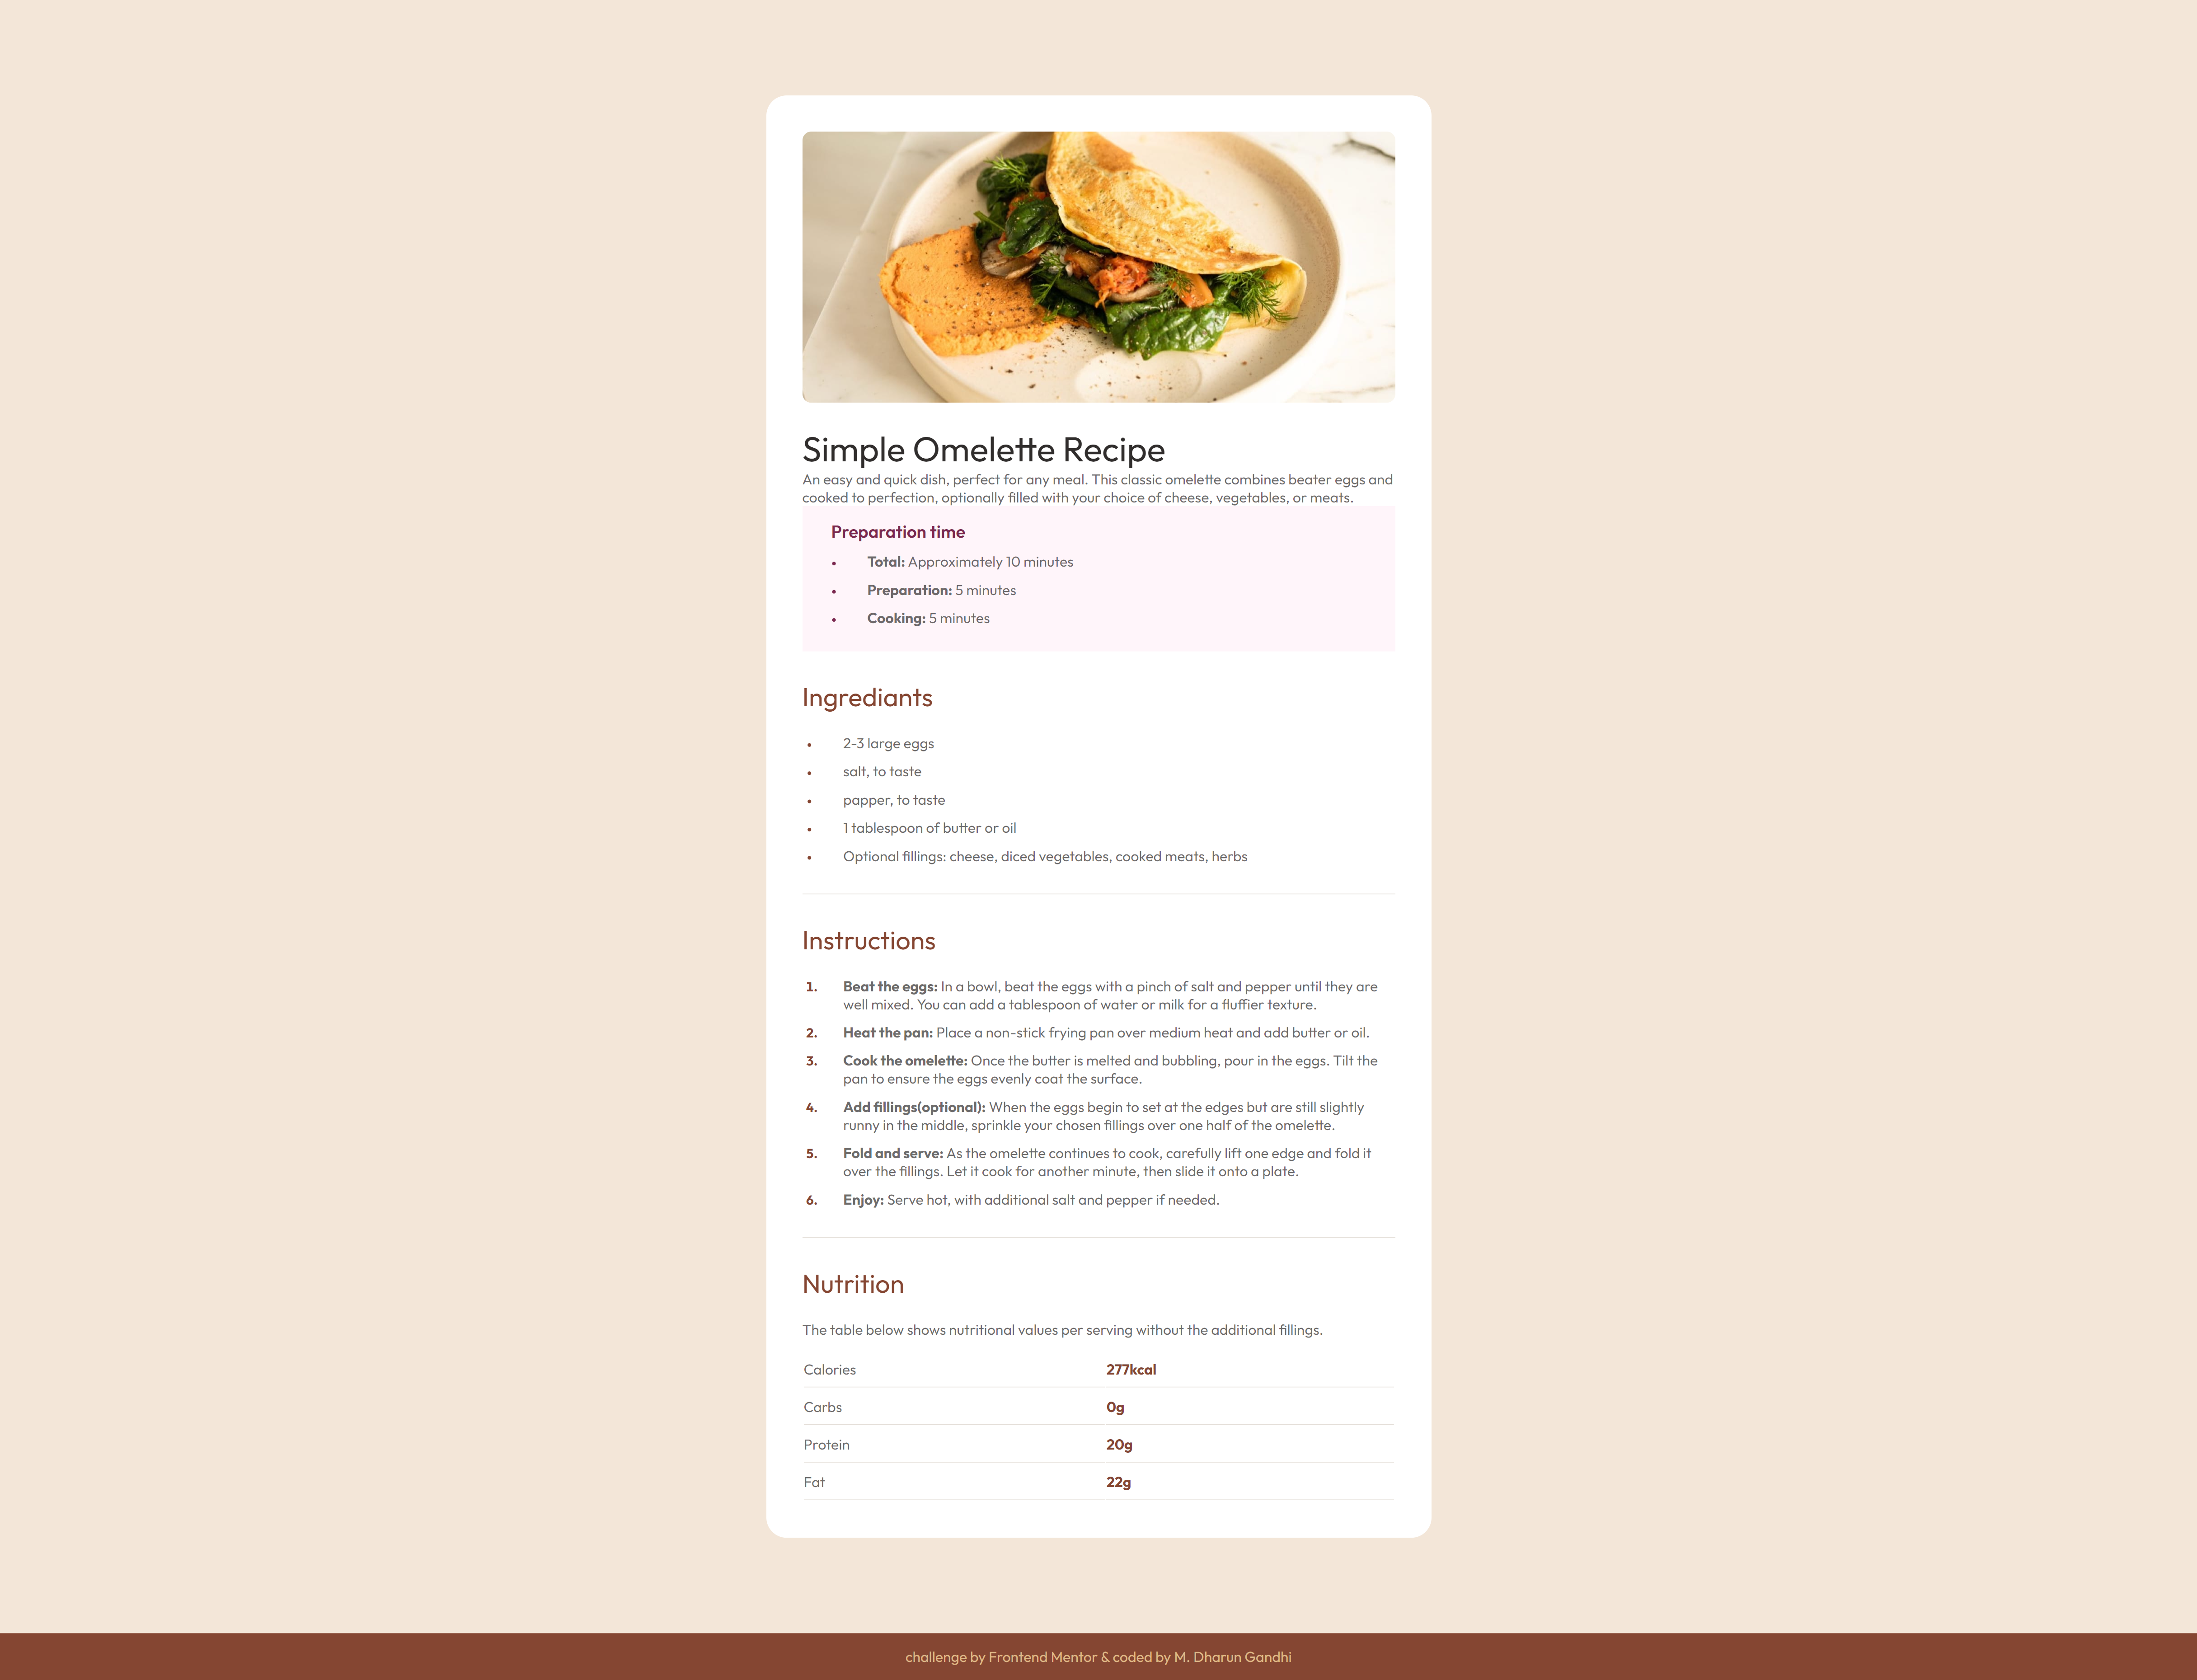 Simple Omelette Recipe
An easy and quick dish, perfect for any meal. This classic omelette combines beater eggs and
cooked to perfection, optionally filled with your choice of cheese, vegetables, or meats.
Preparation time
• Total: Approximately 10 minutes
• Preparation: 5 minutes
• Cooking: 5 minutes
Ingrediants
• 2-3 large eggs
• salt, to taste
• papper, to taste
• 1 tablespoon of butter or oil
• Optional fillings: cheese, diced vegetables, cooked meats, herbs
Instructions
1. Beat the eggs: In a bowl, beat the eggs with a pinch of salt and pepper until they are
well mixed. You can add a tablespoon of water or milk for a fluffier texture.
2. Heat the pan: Place a non-stick frying pan over medium heat and add butter or oil.
3. Cook the omelette: Once the butter is melted and bubbling, pour in the eggs. Tilt the
pan to ensure the eggs evenly coat the surface.
4. Add fillings(optional): When the eggs begin to set at the edges but are still slightly
runny in the middle, sprinkle your chosen fillings over one half of the omelette.
5. Fold and serve: As the omelette continues to cook, carefully lift one edge and fold it
over the fillings. Let it cook for another minute, then slide it onto a plate.
6. Enjoy: Serve hot, with additional salt and pepper if needed.
Nutrition
The table below shows nutritional values per serving without the additional fillings.
Calories 277kcal
Carbs 0g
Protein 20g
Fat 22g
challenge by Frontend Mentor & coded by M. Dharun Gandhi